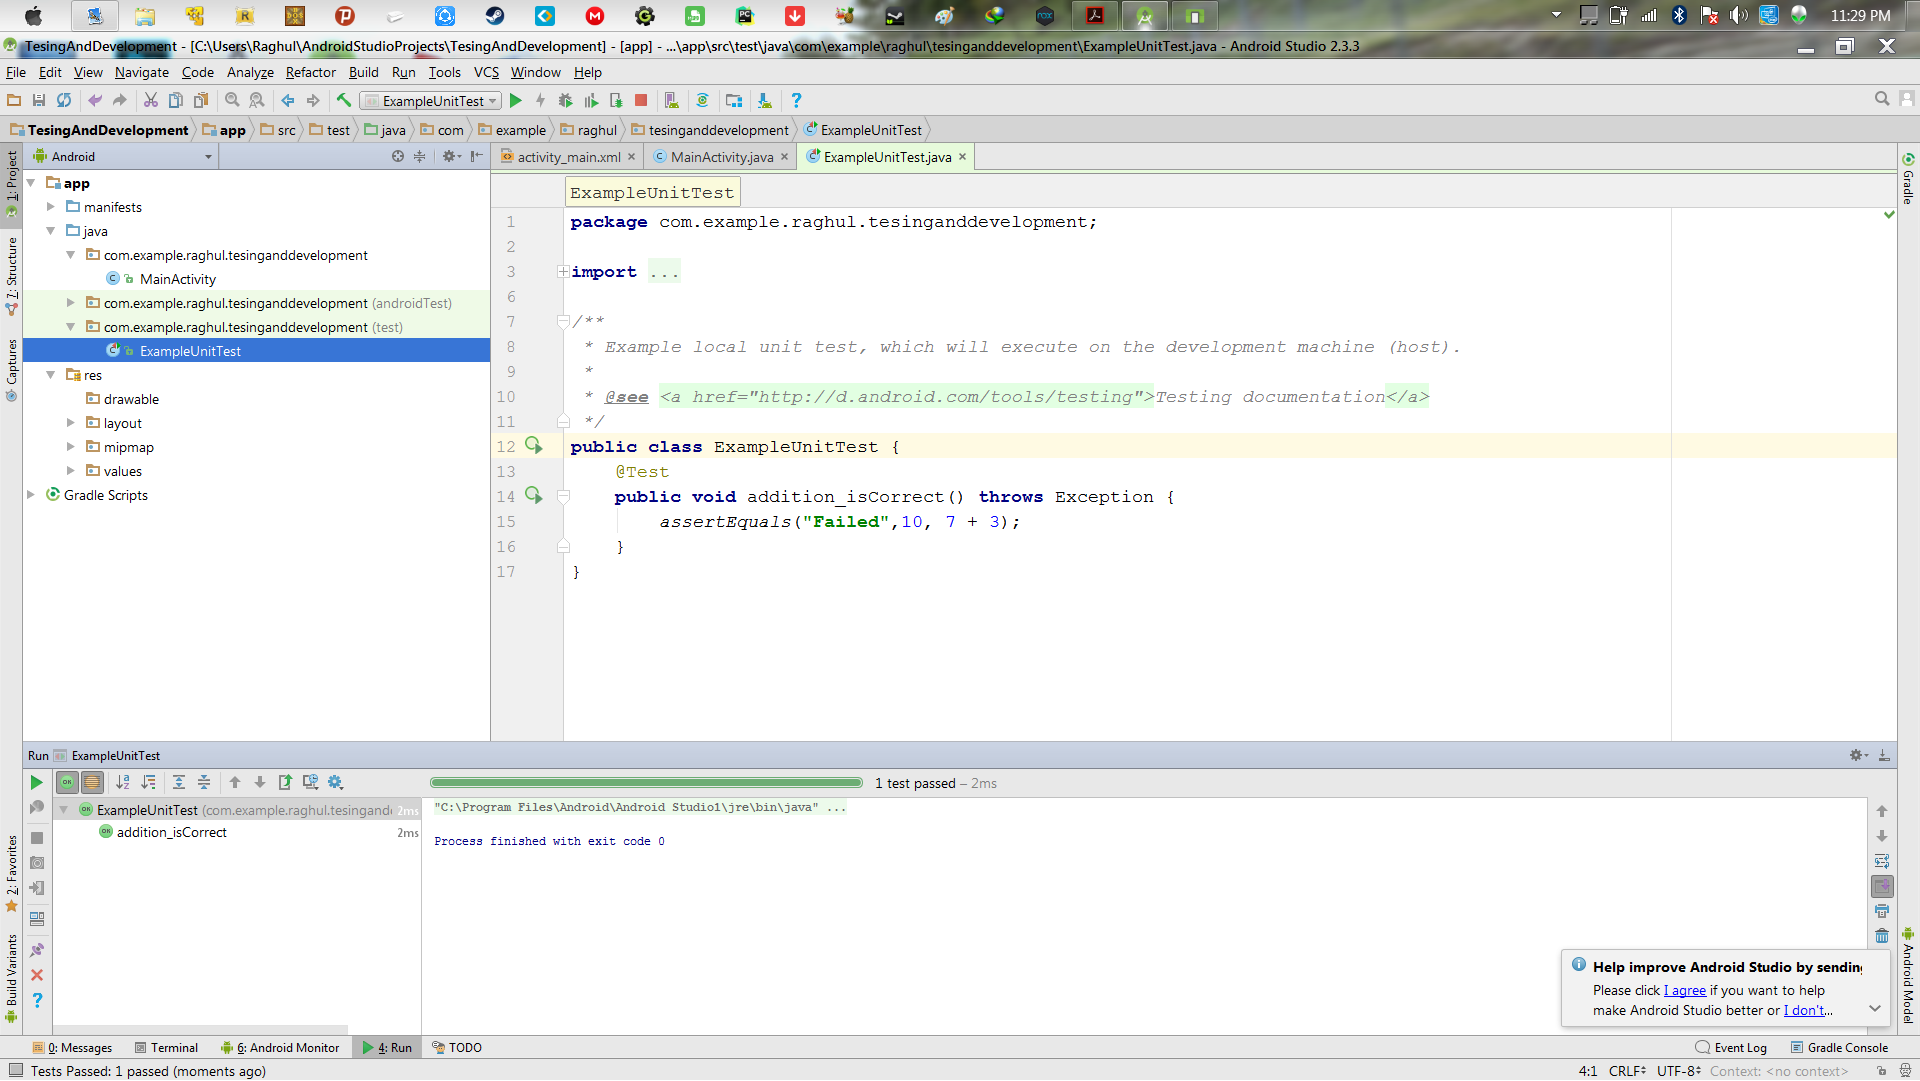 11:29 PM
TesingAndDevelopment - [C:\Users\Raghul\AndroidStudioProjects\TesingAndDevelopment] - [app] - ...\app\src\test\java\com\example\raghul\tesinganddevelopment\ExampleUnitTest.java - Android Studio 2.3.3
File Edit View Navigate Code Analyze Refactor Build Run Tools VCS Window Help
ExampleUnitTest
TesingAndDevelopment app src test java com example raghul tesinganddevelopment ExampleUnitTest
1: Project
7: Structure
Captures
2: Favorites
Build Variants
Android
app
manifests
java
com.example.raghul.tesinganddevelopment
MainActivity
com.example.raghul.tesinganddevelopment (androidTest)
com.example.raghul.tesinganddevelopment (test)
ExampleUnitTest
res
drawable
layout
mipmap
values
Gradle Scripts
activity_main.xml MainActivity.java ExampleUnitTest.java
ExampleUnitTest
1 package com.example.raghul.tesinganddevelopment;
2
3 import ...
6
7 /**
8 * Example local unit test, which will execute on the development machine (host).
9 *
10 * @see <a href="http://d.android.com/tools/testing">Testing documentation</a>
11 */
12 public class ExampleUnitTest {
13 @Test
14 public void addition_isCorrect() throws Exception {
15 assertEquals("Failed",10, 7 + 3);
16 }
17 }
Gradle
Android Model
Run ExampleUnitTest
1 test passed – 2ms
ExampleUnitTest (com.example.raghul.tesingand 2ms
addition_isCorrect 2ms
"C:\Program Files\Android\Android Studio1\jre\bin\java" ...
Process finished with exit code 0
Help improve Android Studio by sending
Please click I agree if you want to help
make Android Studio better or I don't...
0: Messages Terminal 6: Android Monitor 4: Run TODO Event Log Gradle Console
Tests Passed: 1 passed (moments ago) 4:1 CRLF UTF-8 Context: <no context>